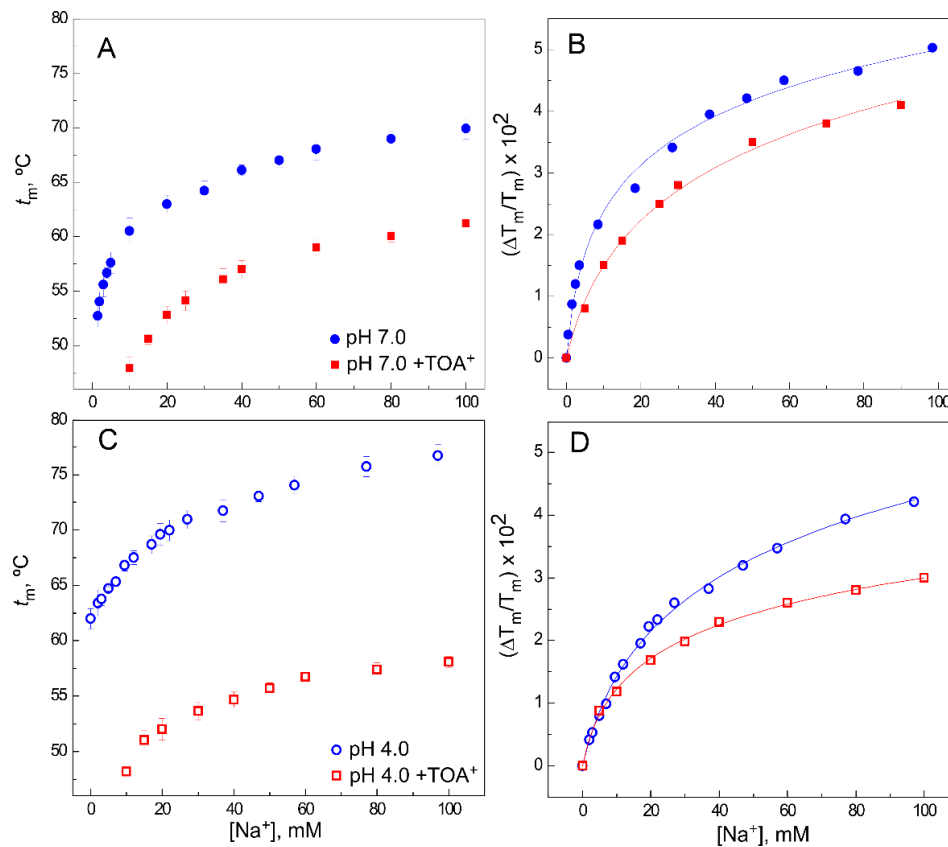 A
80
75
70
65
60
55
50
t_m, ºC
0 20 40 60 80 100
pH 7.0
pH 7.0 +TOA⁺
B
5
4
3
2
1
0
(ΔT_m/T_m) x 10²
0 20 40 60 80 100
C
80
75
70
65
60
55
50
t_m, ºC
0 20 40 60 80 100
[Na⁺], mM
pH 4.0
pH 4.0 +TOA⁺
D
5
4
3
2
1
0
(ΔT_m/T_m) x 10²
0 20 40 60 80 100
[Na⁺], mM